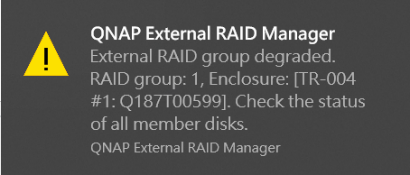 QNAP External RAID Manager
External RAID group degraded.
RAID group: 1, Enclosure: [TR-004
#1: Q187T00599]. Check the status
of all member disks.
QNAP External RAID Manager